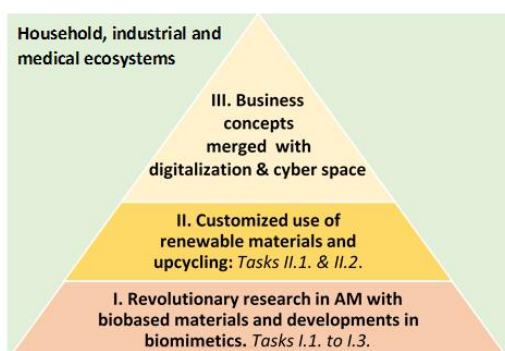 Household, industrial and
medical ecosystems
III. Business
concepts
merged with
digitalization & cyber space
II. Customized use of
renewable materials and
upcycling: Tasks II.1. & II.2.
I. Revolutionary research in AM with
biobased materials and developments in
biomimetics. Tasks I.1. to I.3.